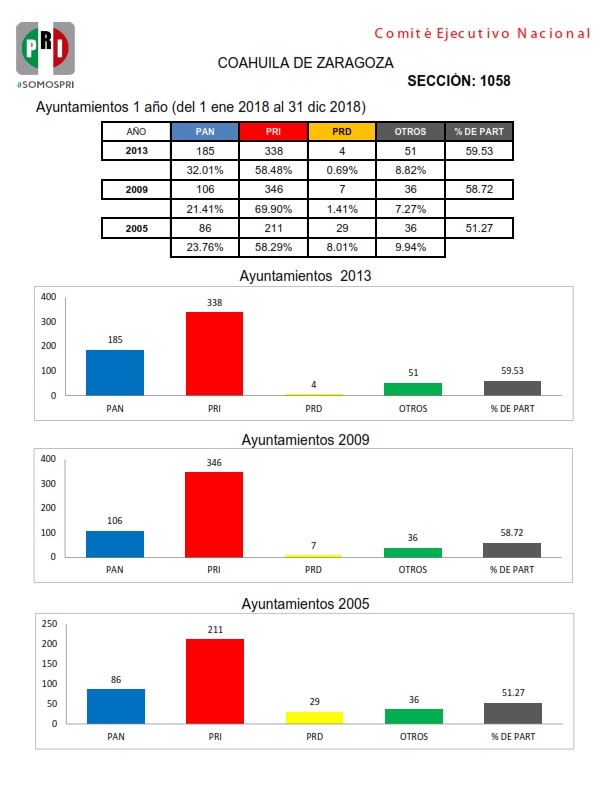 Comité Ejecutivo Nacional
PRI
#SOMOSPRI
COAHUILA DE ZARAGOZA
SECCIÓN: 1058
Ayuntamientos 1 año (del 1 ene 2018 al 31 dic 2018)
AÑO PAN PRI PRD OTROS % DE PART
2013 185 338 4 51 59.53
32.01% 58.48% 0.69% 8.82%
2009 106 346 7 36 58.72
21.41% 69.90% 1.41% 7.27%
2005 86 211 29 36 51.27
23.76% 58.29% 8.01% 9.94%
Ayuntamientos 2013
400
300
200
100
0
185 338 4 51 59.53
PAN PRI PRD OTROS % DE PART
Ayuntamientos 2009
400
300
200
100
0
106 346 7 36 58.72
PAN PRI PRD OTROS % DE PART
Ayuntamientos 2005
250
200
150
100
50
0
86 211 29 36 51.27
PAN PRI PRD OTROS % DE PART